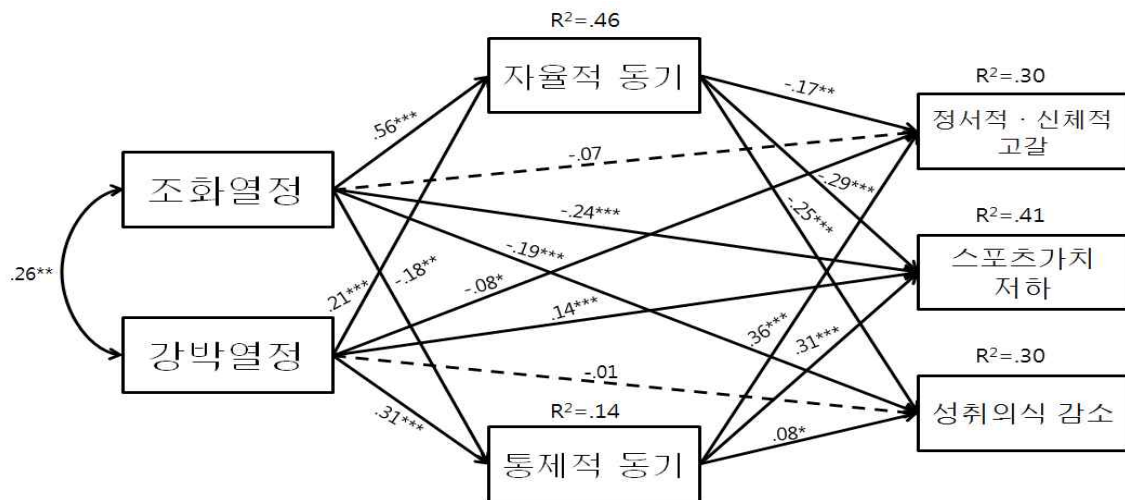 R²=.46
자율적 동기
R²=.30
정서적 · 신체적
고갈
-.17**
.56***
-.07
조화열정
-.29***
-.24***
-.25***
R²=.41
스포츠가치
저하
.26**
-.19***
-.18**
-.08*
.21***
.14***
.36***
.31***
강박열정
R²=.30
성취의식 감소
-.01
.31***
R²=.14
통제적 동기
.08*